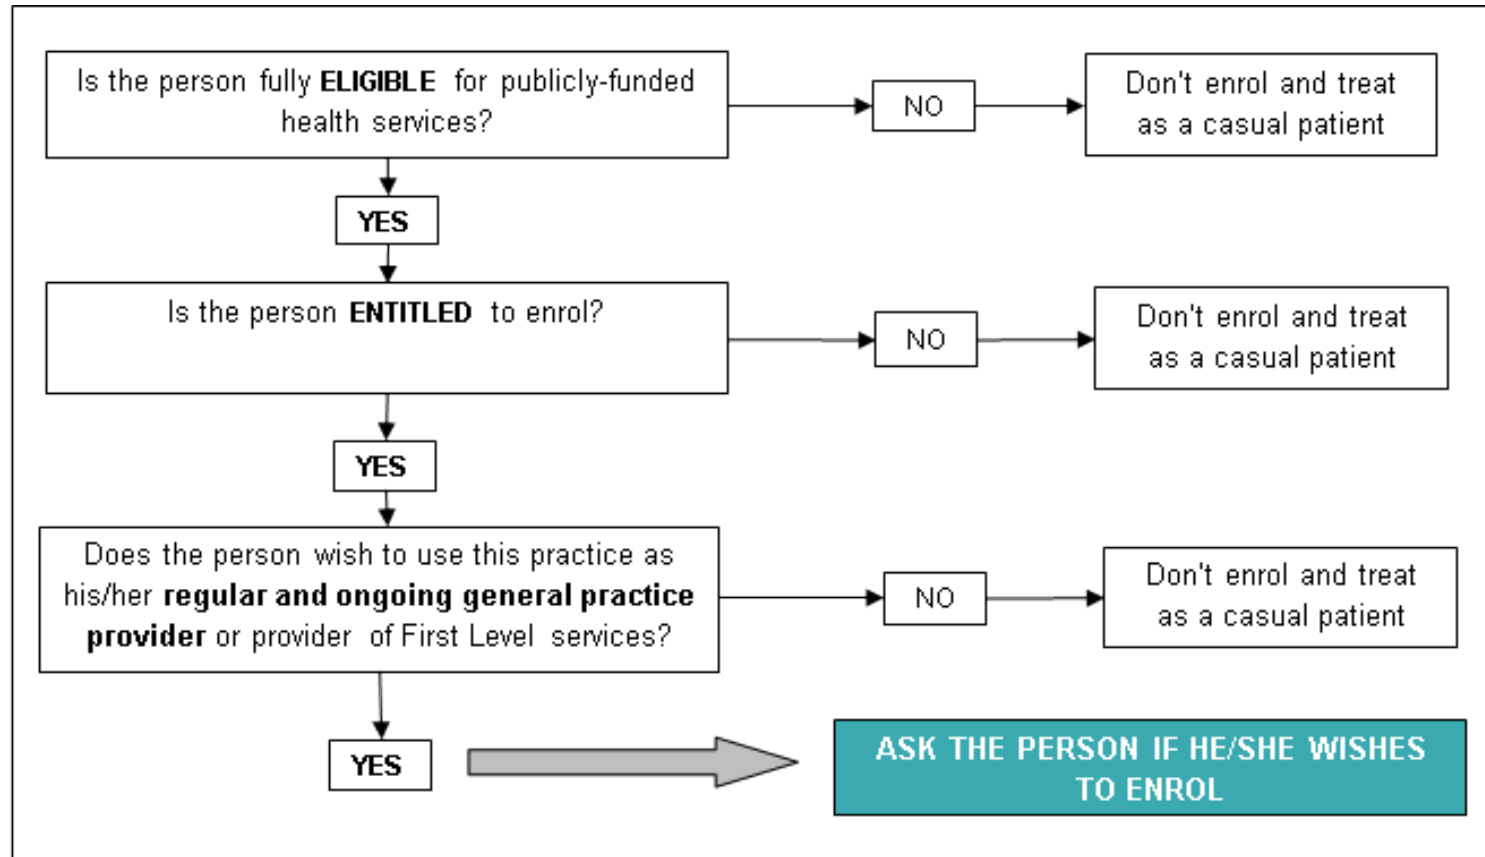 Is the person fully ELIGIBLE for publicly-funded
health services?
NO
Don't enrol and treat
as a casual patient
YES
Is the person ENTITLED to enrol?
NO
Don't enrol and treat
as a casual patient
YES
Does the person wish to use this practice as
his/her regular and ongoing general practice
provider or provider of First Level services?
NO
Don't enrol and treat
as a casual patient
YES
ASK THE PERSON IF HE/SHE WISHES
TO ENROL